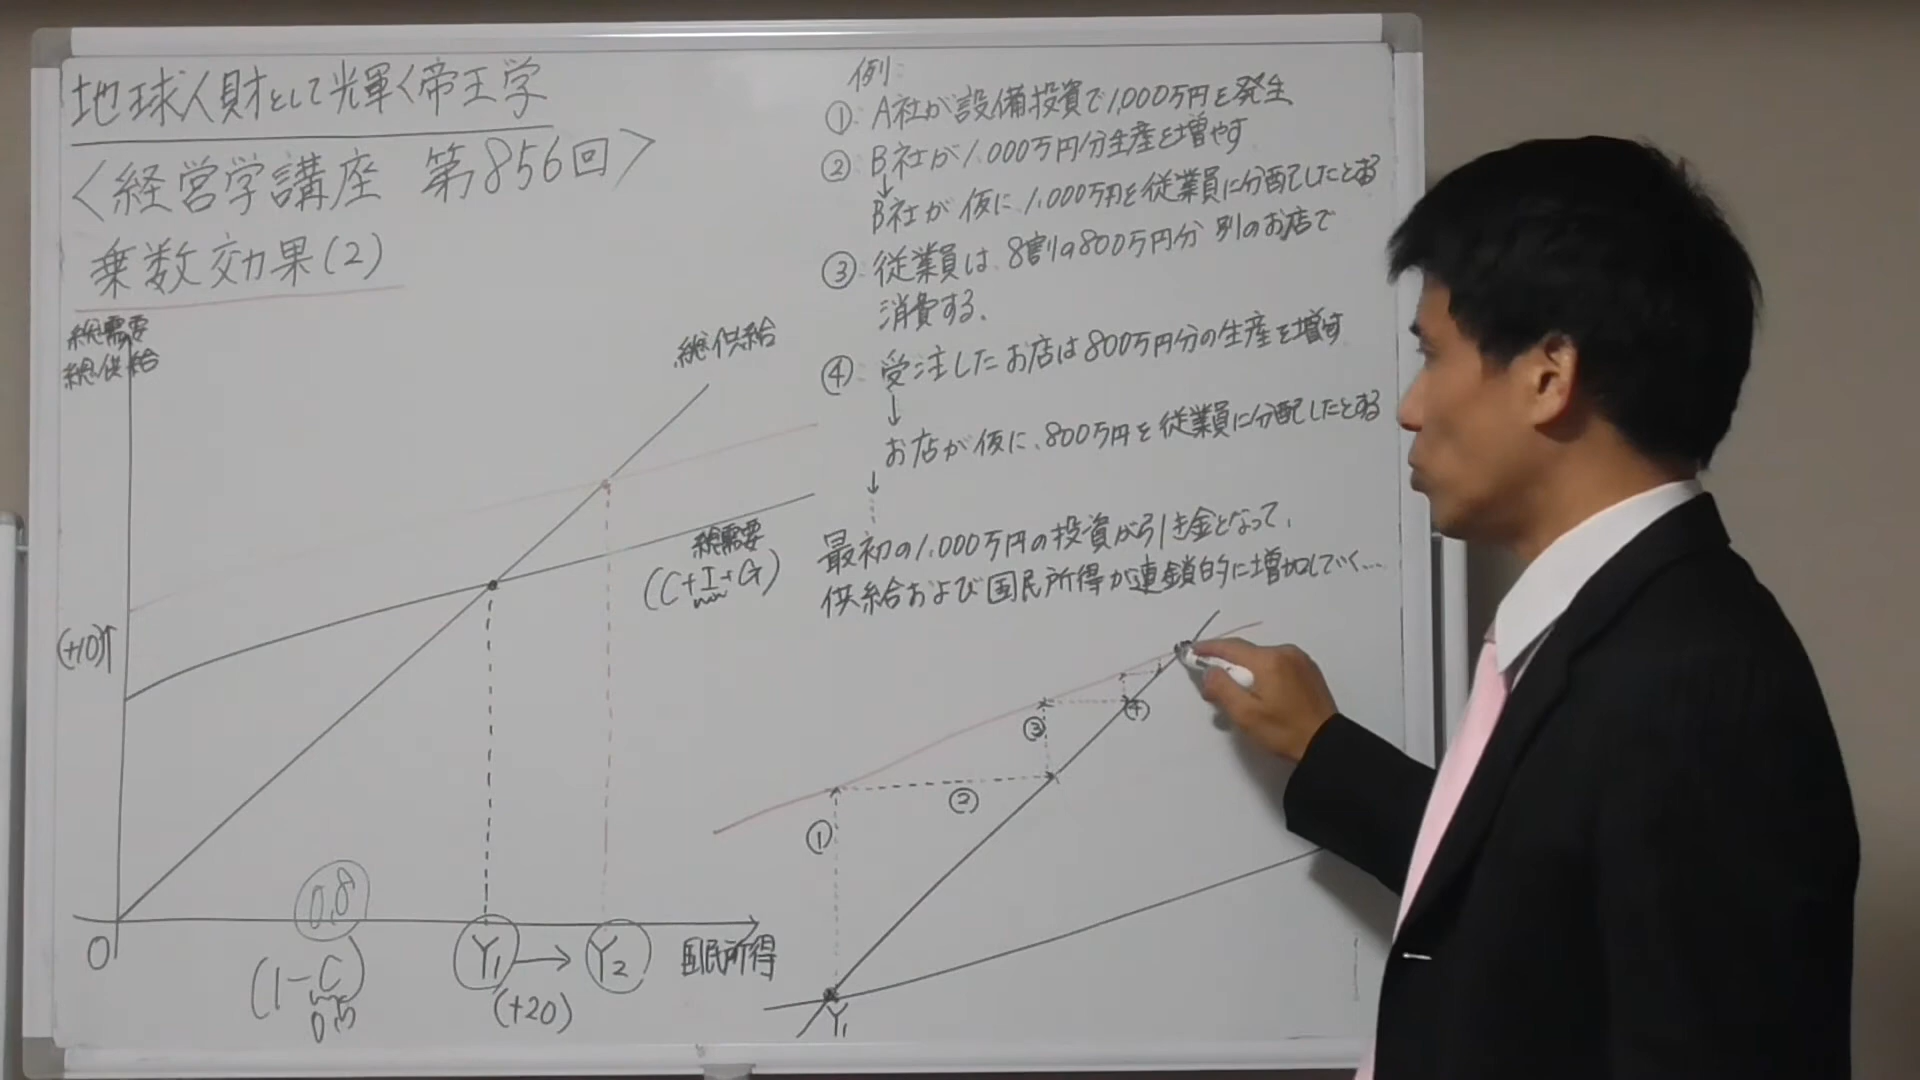 地球人財として輝く帝王学
〈経営学講座 第856回〉
乗数効果(2)
総需要
総供給
総供給
総需要
(C+I+G)
(+10)↑
0
0.8
(1-C)
Y₁→Y₂
(+20)
国民所得
例:
①: A社が設備投資で1,000万円を発生
②: B社が1,000万円分生産を増やす
↓
B社が仮に1,000万円を従業員に分配したとする
③: 従業員は8割の800万円分別のお店で
消費する.
④: 受注したお店は800万円分の生産を増す
↓
お店が仮に、800万円を従業員に分配したとする
↓
最初の1,000万円の投資が引き金となって、
供給および国民所得が連鎖的に増加していく...
①
②
③
④
Y₁